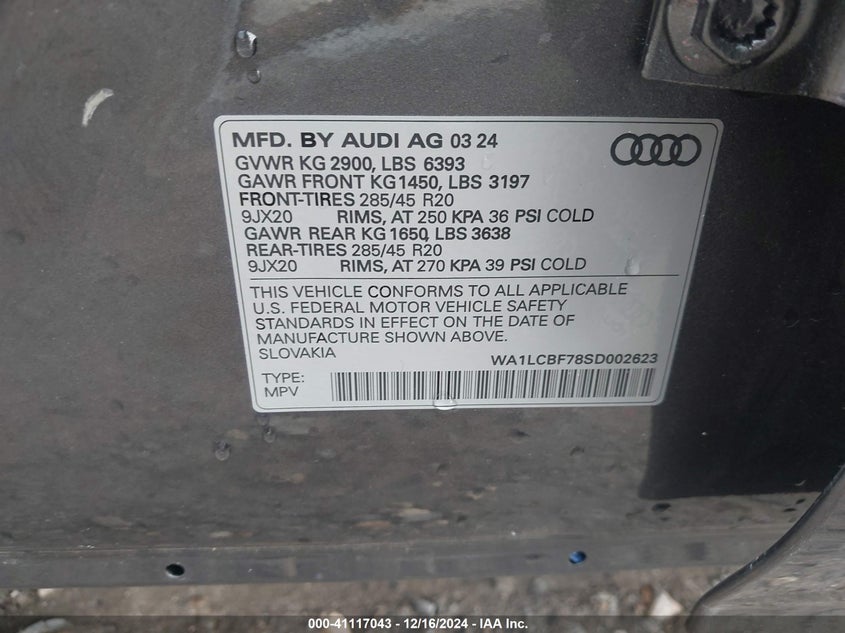 MFD. BY AUDI AG 03 24
GVWR KG 2900, LBS 6393
GAWR FRONT KG1450, LBS 3197
FRONT-TIRES 285/45 R20
9JX20 RIMS, AT 250 KPA 36 PSI COLD
GAWR REAR KG 1650, LBS 3638
REAR-TIRES 285/45 R20
9JX20 RIMS, AT 270 KPA 39 PSI COLD
THIS VEHICLE CONFORMS TO ALL APPLICABLE
U.S. FEDERAL MOTOR VEHICLE SAFETY
STANDARDS IN EFFECT ON THE DATE OF
MANUFACTURE SHOWN ABOVE.
SLOVAKIA WA1LCBF78SD002623
TYPE:
MPV
000-41117043 - 12/16/2024 - IAA Inc.